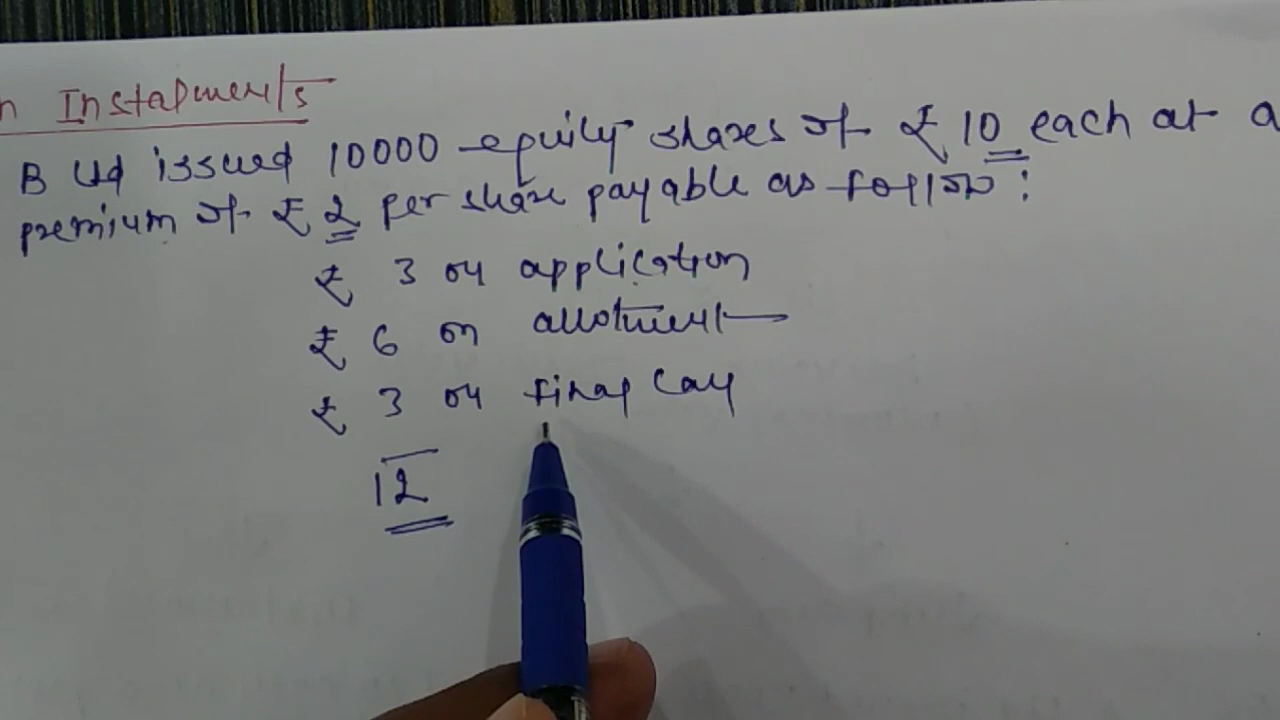 n Instalments
B Ltd issued 10000 equity shares of ₹ 10 each at a
premium of ₹ 2 per share payable as follow :
₹ 3 on application
₹ 6 on allotment
₹ 3 on final call
12